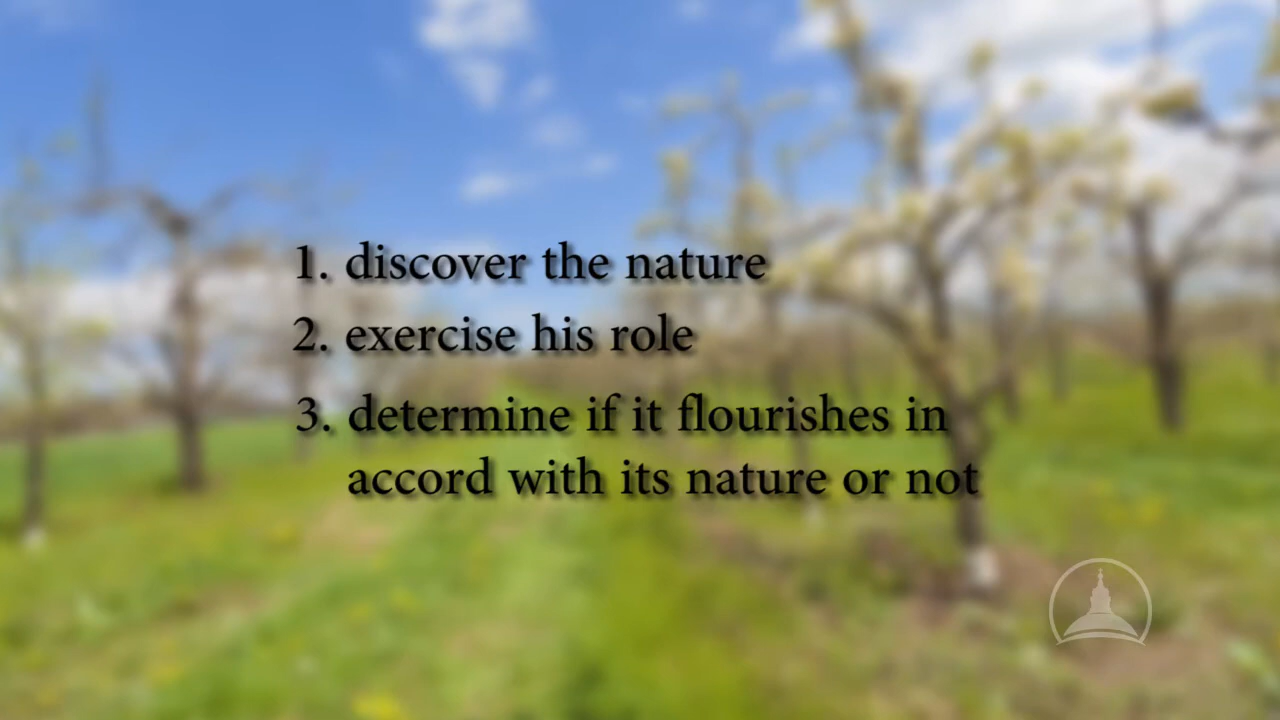 1. discover the nature
2. exercise his role
3. determine if it flourishes in
accord with its nature or not